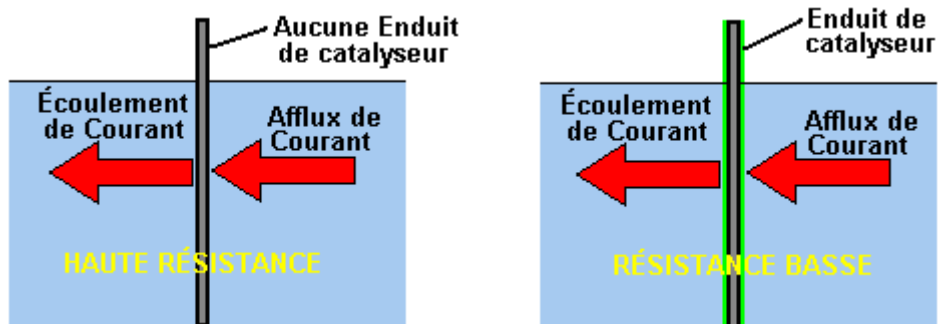 Aucune Enduit
de catalyseur
Écoulement
de Courant
Afflux de
Courant
HAUTE RÉSISTANCE
Enduit de
catalyseur
Écoulement
de Courant
Afflux de
Courant
RÉSISTANCE BASSE